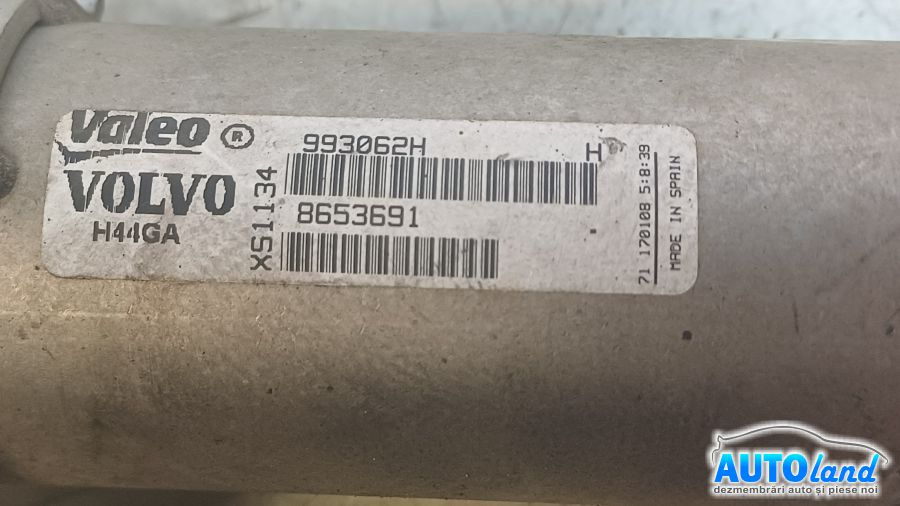 Valeo ®
VOLVO
H44GA
XS1134
993062H H
8653691
71 170108 5:8:39
MADE IN SPAIN
AUTOland
dezmembrări auto și piese noi